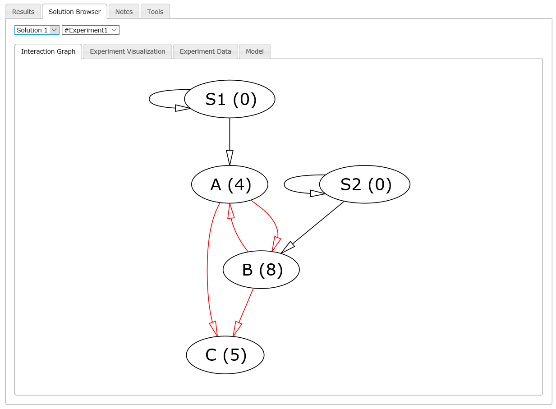 Results Solution Browser Notes Tools
Solution 1 #Experiment1
Interaction Graph Experiment Visualization Experiment Data Model
S1 (0)
A (4) S2 (0)
B (8)
C (5)